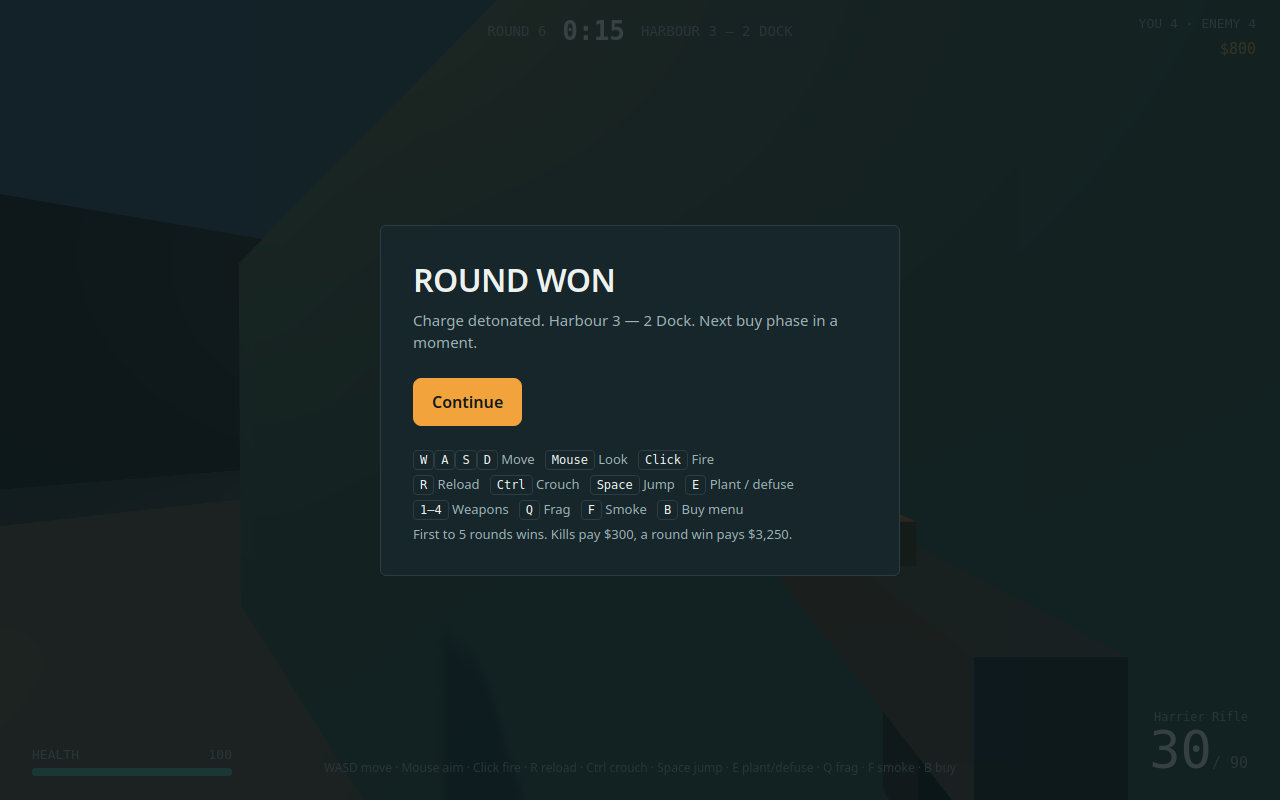 ROUND 6 0:15 HARBOUR 3 — 2 DOCK
YOU 4 · ENEMY 4
$800
ROUND WON
Charge detonated. Harbour 3 — 2 Dock. Next buy phase in a
moment.
Continue
W A S D Move Mouse Look Click Fire
R Reload Ctrl Crouch Space Jump E Plant / defuse
1–4 Weapons Q Frag F Smoke B Buy menu
First to 5 rounds wins. Kills pay $300, a round win pays $3,250.
Harrier Rifle
30 / 90
HEALTH 100
WASD move · Mouse aim · Click fire · R reload · Ctrl crouch · Space jump · E plant/defuse · Q frag · F smoke · B buy